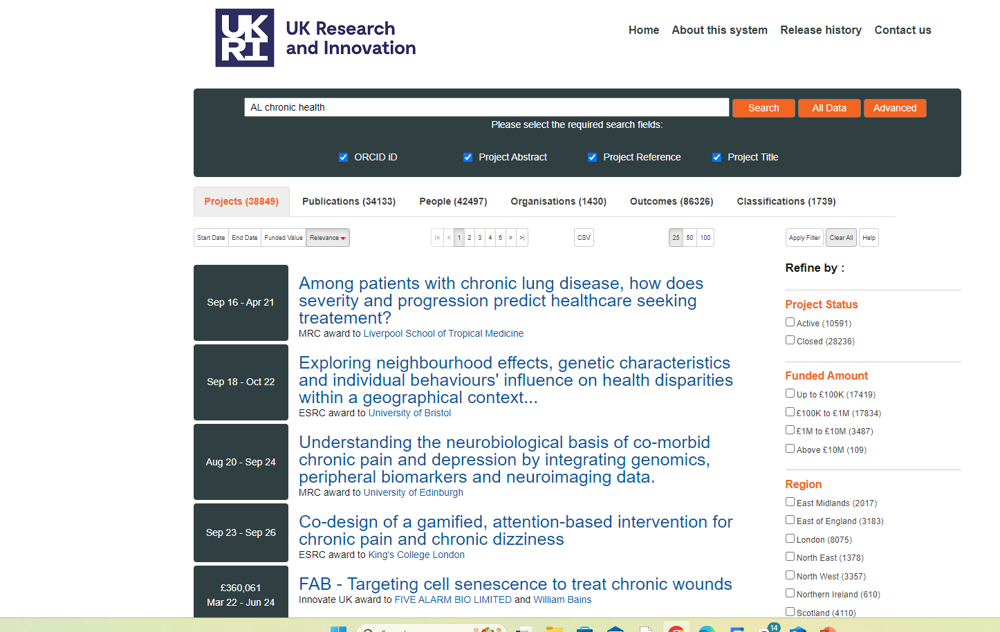 UK
RI
UK Research
and Innovation
Home About this system Release history Contact us
AL chronic health
Search All Data Advanced
Please select the required search fields:
ORCID iD Project Abstract Project Reference Project Title
Projects (38849) Publications (34133) People (42497) Organisations (1430) Outcomes (86326) Classifications (1739)
Start Date End Date Funded Value Relevance |< < 1 2 3 4 5 > >| CSV 25 50 100 Apply Filter Clear All Help
Sep 16 - Apr 21
Among patients with chronic lung disease, how does
severity and progression predict healthcare seeking
treatement?
MRC award to Liverpool School of Tropical Medicine
Sep 18 - Oct 22
Exploring neighbourhood effects, genetic characteristics
and individual behaviours' influence on health disparities
within a geographical context...
ESRC award to University of Bristol
Aug 20 - Sep 24
Understanding the neurobiological basis of co-morbid
chronic pain and depression by integrating genomics,
peripheral biomarkers and neuroimaging data.
MRC award to University of Edinburgh
Sep 23 - Sep 26
Co-design of a gamified, attention-based intervention for
chronic pain and chronic dizziness
ESRC award to King's College London
£360,061
Mar 22 - Jun 24
FAB - Targeting cell senescence to treat chronic wounds
Innovate UK award to FIVE ALARM BIO LIMITED and William Bains
Refine by :
Project Status
Active (10591)
Closed (28236)
Funded Amount
Up to £100K (17419)
£100K to £1M (17834)
£1M to £10M (3487)
Above £10M (109)
Region
East Midlands (2017)
East of England (3183)
London (8075)
North East (1378)
North West (3357)
Northern Ireland (610)
Scotland (4110)
14